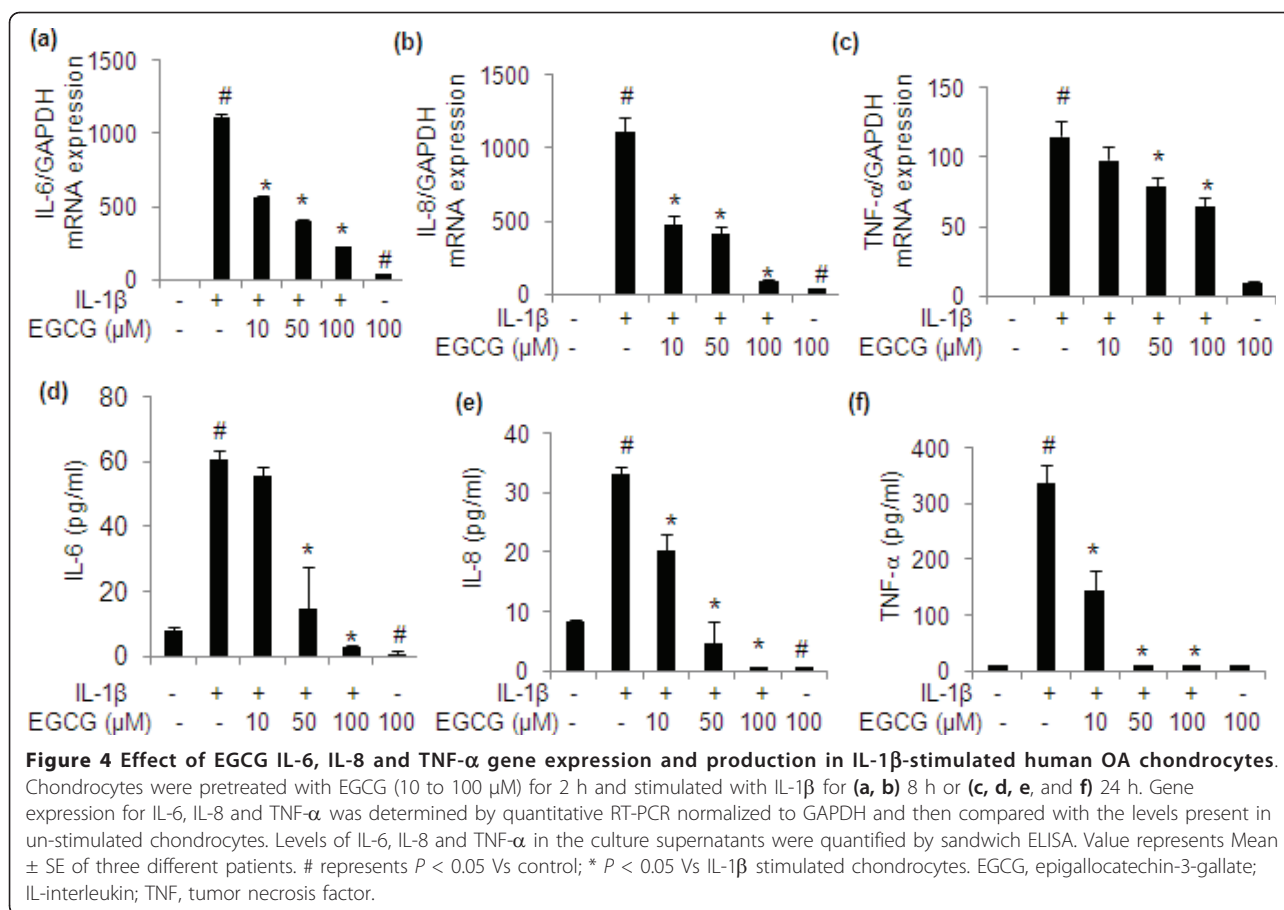 (a)
1500
1000
500
0
IL-6/GAPDH
mRNA expression
#
*
*
*
#
IL-1β - + + + + -
EGCG (µM) - - 10 50 100 100
(b)
1500
1000
500
0
IL-8/GAPDH
mRNA expression
#
*
*
*
#
IL-1β - + + + + -
EGCG (µM) - - 10 50 100 100
(c)
150
100
50
0
TNF-α/GAPDH
mRNA expression
#
*
*
IL-1β - + + + + -
EGCG (µM) - - 10 50 100 100
(d)
80
60
40
20
0
IL-6 (pg/ml)
#
*
*
#
IL-1β - + + + + -
EGCG (µM) - - 10 50 100 100
(e)
40
30
20
10
0
IL-8 (pg/ml)
#
*
*
*
#
IL-1β - + + + + -
EGCG (µM) - - 10 50 100 100
(f)
400
300
200
100
0
TNF-α (pg/ml)
#
*
*
*
IL-1β - + + + + -
EGCG (µM) - - 10 50 100 100
Figure 4 Effect of EGCG IL-6, IL-8 and TNF-α gene expression and production in IL-1β-stimulated human OA chondrocytes.
Chondrocytes were pretreated with EGCG (10 to 100 µM) for 2 h and stimulated with IL-1β for (a, b) 8 h or (c, d, e, and f) 24 h. Gene
expression for IL-6, IL-8 and TNF-α was determined by quantitative RT-PCR normalized to GAPDH and then compared with the levels present in
un-stimulated chondrocytes. Levels of IL-6, IL-8 and TNF-α in the culture supernatants were quantified by sandwich ELISA. Value represents Mean
± SE of three different patients. # represents P < 0.05 Vs control; * P < 0.05 Vs IL-1β stimulated chondrocytes. EGCG, epigallocatechin-3-gallate;
IL-interleukin; TNF, tumor necrosis factor.